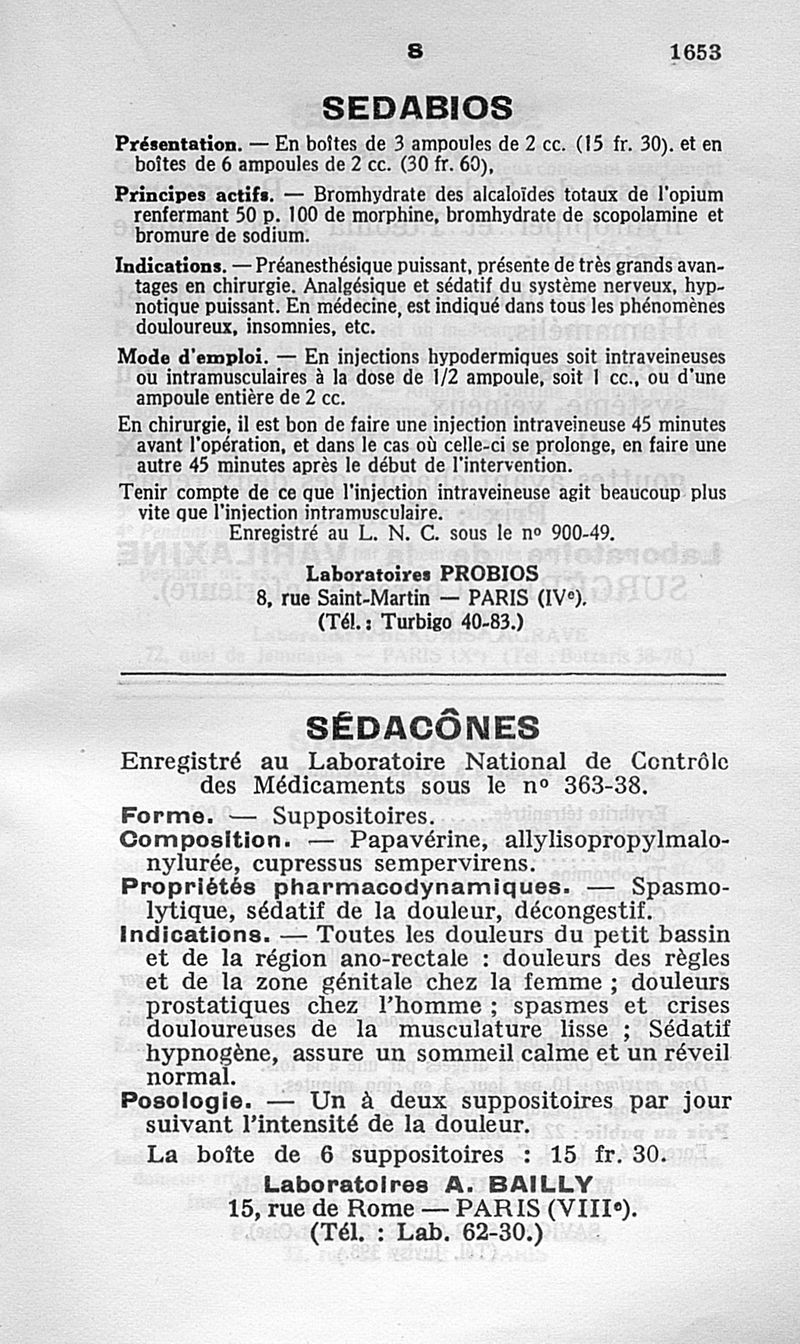 S 1653
SEDABIOS
Présentation. — En boîtes de 3 ampoules de 2 cc. (15 fr. 30). et en
boîtes de 6 ampoules de 2 cc. (30 fr. 60),
Principes actifs. — Bromhydrate des alcaloïdes totaux de l'opium
renfermant 50 p. 100 de morphine, bromhydrate de scopolamine et
bromure de sodium.
Indications. — Préanesthésique puissant, présente de très grands avan-
tages en chirurgie. Analgésique et sédatif du système nerveux, hyp-
notique puissant. En médecine, est indiqué dans tous les phénomènes
douloureux, insomnies, etc.
Mode d'emploi. — En injections hypodermiques soit intraveineuses
ou intramusculaires à la dose de 1/2 ampoule, soit 1 cc., ou d'une
ampoule entière de 2 cc.
En chirurgie, il est bon de faire une injection intraveineuse 45 minutes
avant l'opération, et dans le cas où celle-ci se prolonge, en faire une
autre 45 minutes après le début de l'intervention.
Tenir compte de ce que l'injection intraveineuse agit beaucoup plus
vite que l'injection intramusculaire.
Enregistré au L. N. C. sous le nº 900-49.
Laboratoires PROBIOS
8, rue Saint-Martin — PARIS (IVe).
(Tél. : Turbigo 40-83.)
SÉDACÔNES
Enregistré au Laboratoire National de Contrôle
des Médicaments sous le nº 363-38.
Forme. — Suppositoires.
Composition. — Papavérine, allylisopropylmalo-
nylurée, cupressus sempervirens.
Propriétés pharmacodynamiques. — Spasmo-
lytique, sédatif de la douleur, décongestif.
Indications. — Toutes les douleurs du petit bassin
et de la région ano-rectale : douleurs des règles
et de la zone génitale chez la femme ; douleurs
prostatiques chez l'homme ; spasmes et crises
douloureuses de la musculature lisse ; Sédatif
hypnogène, assure un sommeil calme et un réveil
normal.
Posologie. — Un à deux suppositoires par jour
suivant l'intensité de la douleur.
La boîte de 6 suppositoires : 15 fr. 30.
Laboratoires A. BAILLY
15, rue de Rome — PARIS (VIIIe).
(Tél. : Lab. 62-30.)